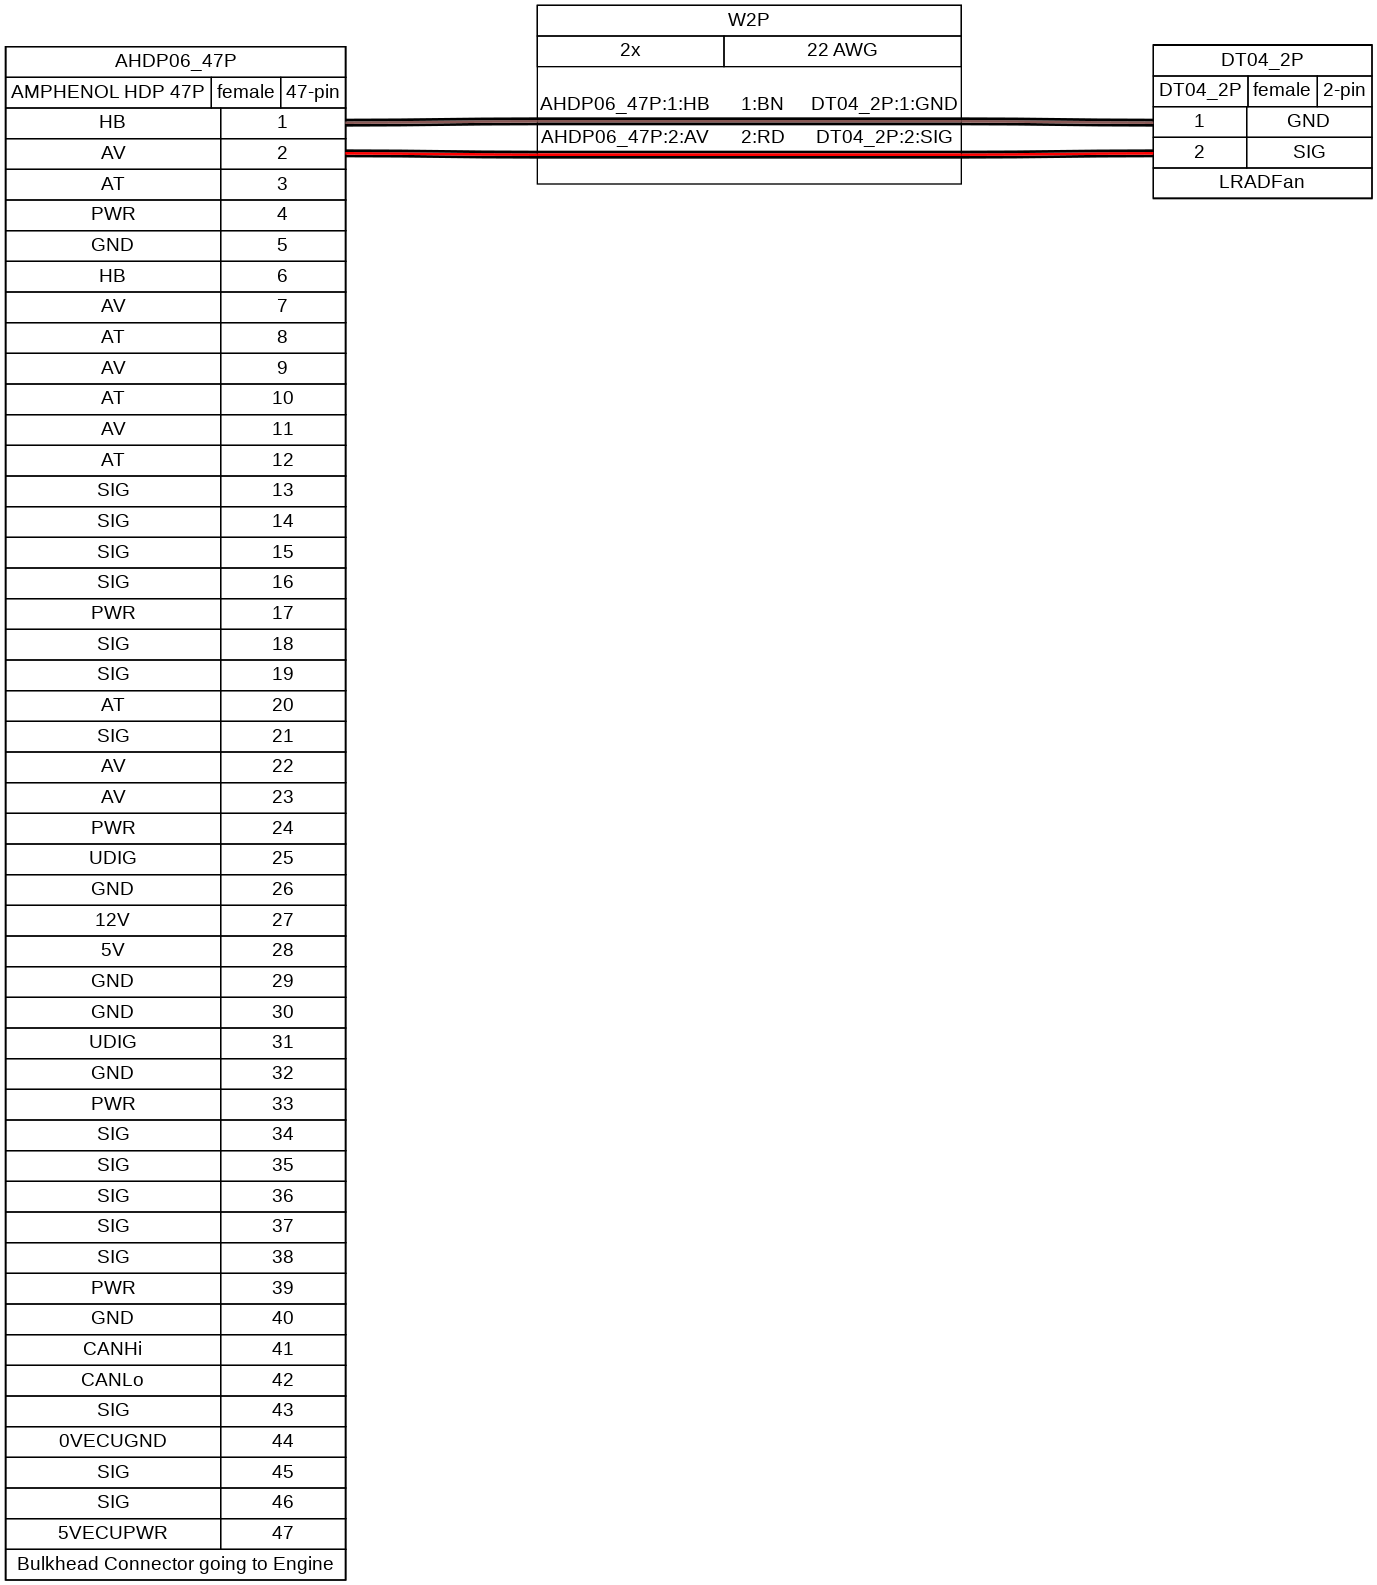 AHDP06_47P
AMPHENOL HDP 47P female 47-pin
HB 1
AV 2
AT 3
PWR 4
GND 5
HB 6
AV 7
AT 8
AV 9
AT 10
AV 11
AT 12
SIG 13
SIG 14
SIG 15
SIG 16
PWR 17
SIG 18
SIG 19
AT 20
SIG 21
AV 22
AV 23
PWR 24
UDIG 25
GND 26
12V 27
5V 28
GND 29
GND 30
UDIG 31
GND 32
PWR 33
SIG 34
SIG 35
SIG 36
SIG 37
SIG 38
PWR 39
GND 40
CANHi 41
CANLo 42
SIG 43
0VECUGND 44
SIG 45
SIG 46
5VECUPWR 47
Bulkhead Connector going to Engine
W2P
2x 22 AWG
AHDP06_47P:1:HB 1:BN DT04_2P:1:GND
AHDP06_47P:2:AV 2:RD DT04_2P:2:SIG
DT04_2P
DT04_2P female 2-pin
1 GND
2 SIG
LRADFan